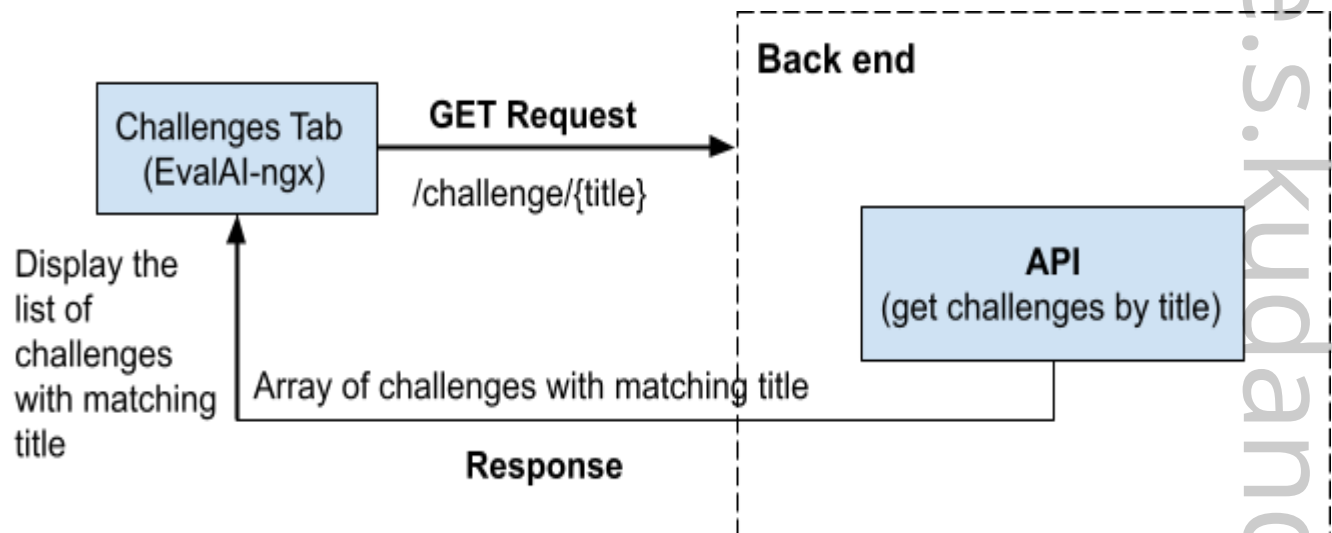 Back end
Challenges Tab
(EvalAI-ngx)
GET Request
/challenge/{title}
API
(get challenges by title)
Display the
list of
challenges
with matching
title
Array of challenges with matching title
Response
e.s.kudano